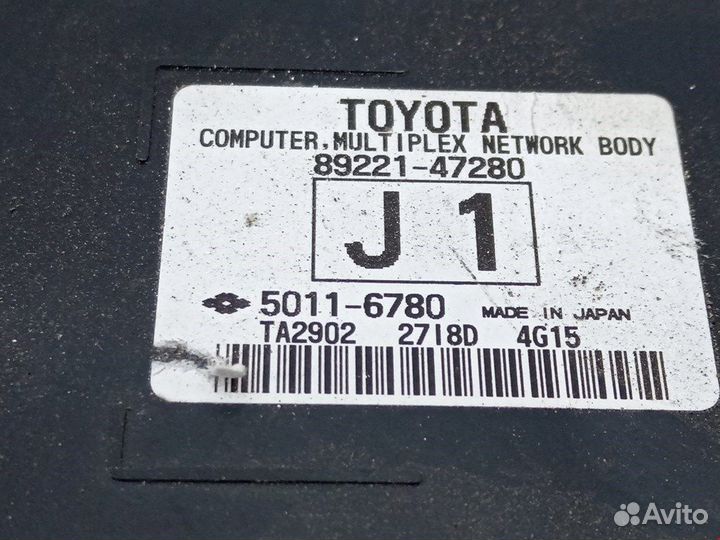 TOYOTA
COMPUTER,MULTIPLEX NETWORK BODY
89221-47280
J 1
5011-6780 MADE IN JAPAN
TA2902 2718D 4G15
Avito